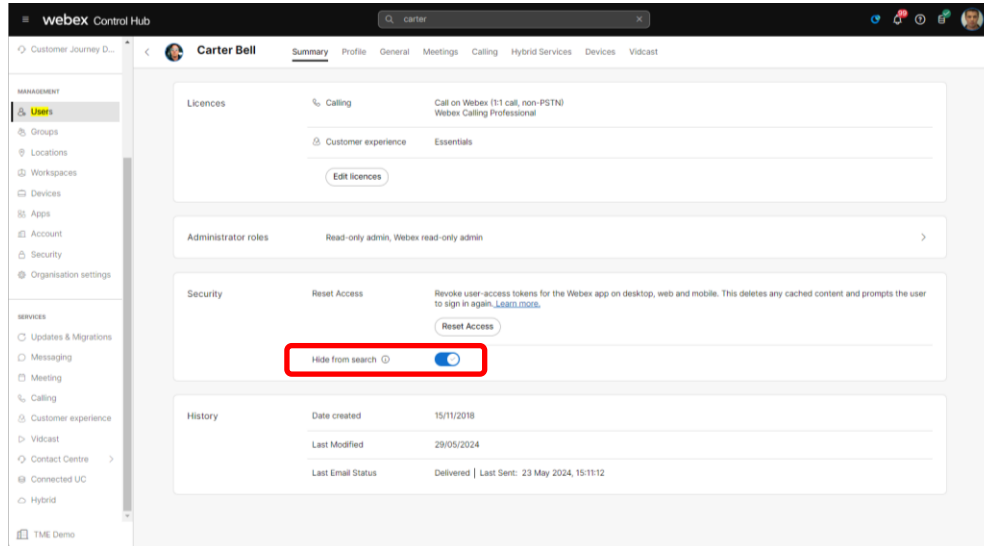 webex Control Hub
carter
99
Customer Journey D...
Carter Bell
Summary Profile General Meetings Calling Hybrid Services Devices Vidcast
MANAGEMENT
Users
Groups
Locations
Workspaces
Devices
Apps
Account
Security
Organisation settings
SERVICES
Updates & Migrations
Messaging
Meeting
Calling
Customer experience
Vidcast
Contact Centre
Connected UC
Hybrid
TME Demo
Licences
Calling
Call on Webex (1:1 call, non-PSTN)
Webex Calling Professional
Customer experience
Essentials
Edit licences
Administrator roles
Read-only admin, Webex read-only admin
Security
Reset Access
Revoke user-access tokens for the Webex app on desktop, web and mobile. This deletes any cached content and prompts the user
to sign in again. Learn more.
Reset Access
Hide from search
History
Date created
15/11/2018
Last Modified
29/05/2024
Last Email Status
Delivered | Last Sent: 23 May 2024, 15:11:12